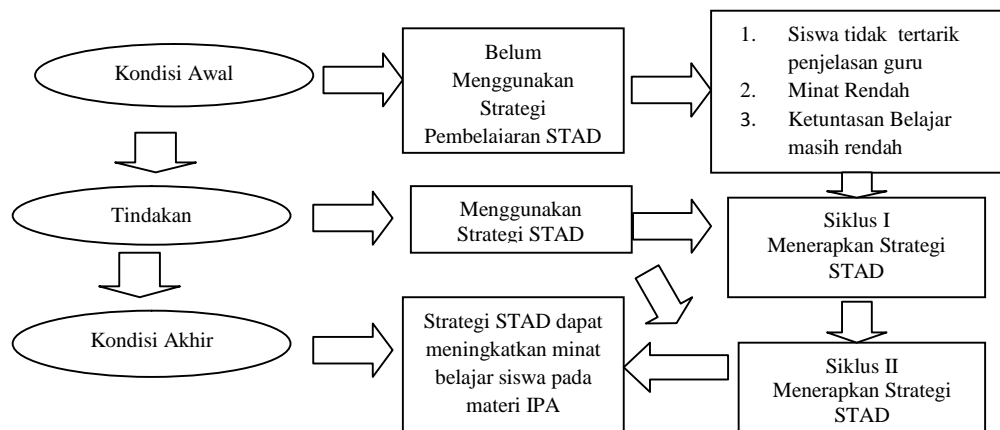 Kondisi Awal
Belum
Menggunakan
Strategi
Pembelajaran STAD
1. Siswa tidak tertarik
penjelasan guru
2. Minat Rendah
3. Ketuntasan Belajar
masih rendah
Tindakan
Menggunakan
Strategi STAD
Siklus I
Menerapkan Strategi
STAD
Kondisi Akhir
Strategi STAD dapat
meningkatkan minat
belajar siswa pada
materi IPA
Siklus II
Menerapkan Strategi
STAD